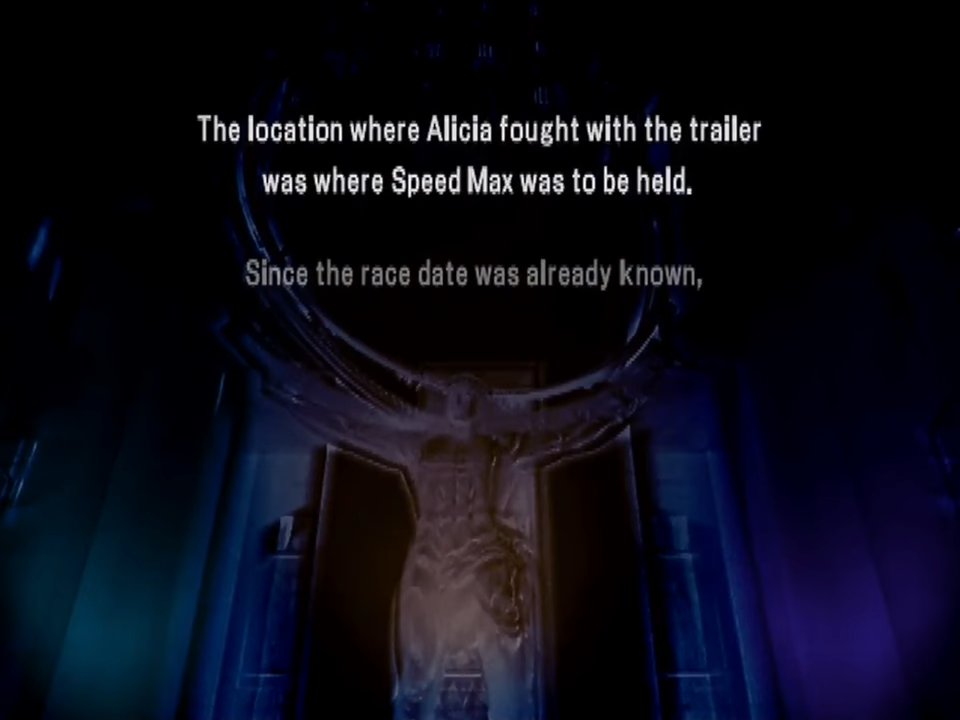 The location where Alicia fought with the trailer
was where Speed Max was to be held.
Since the race date was already known,